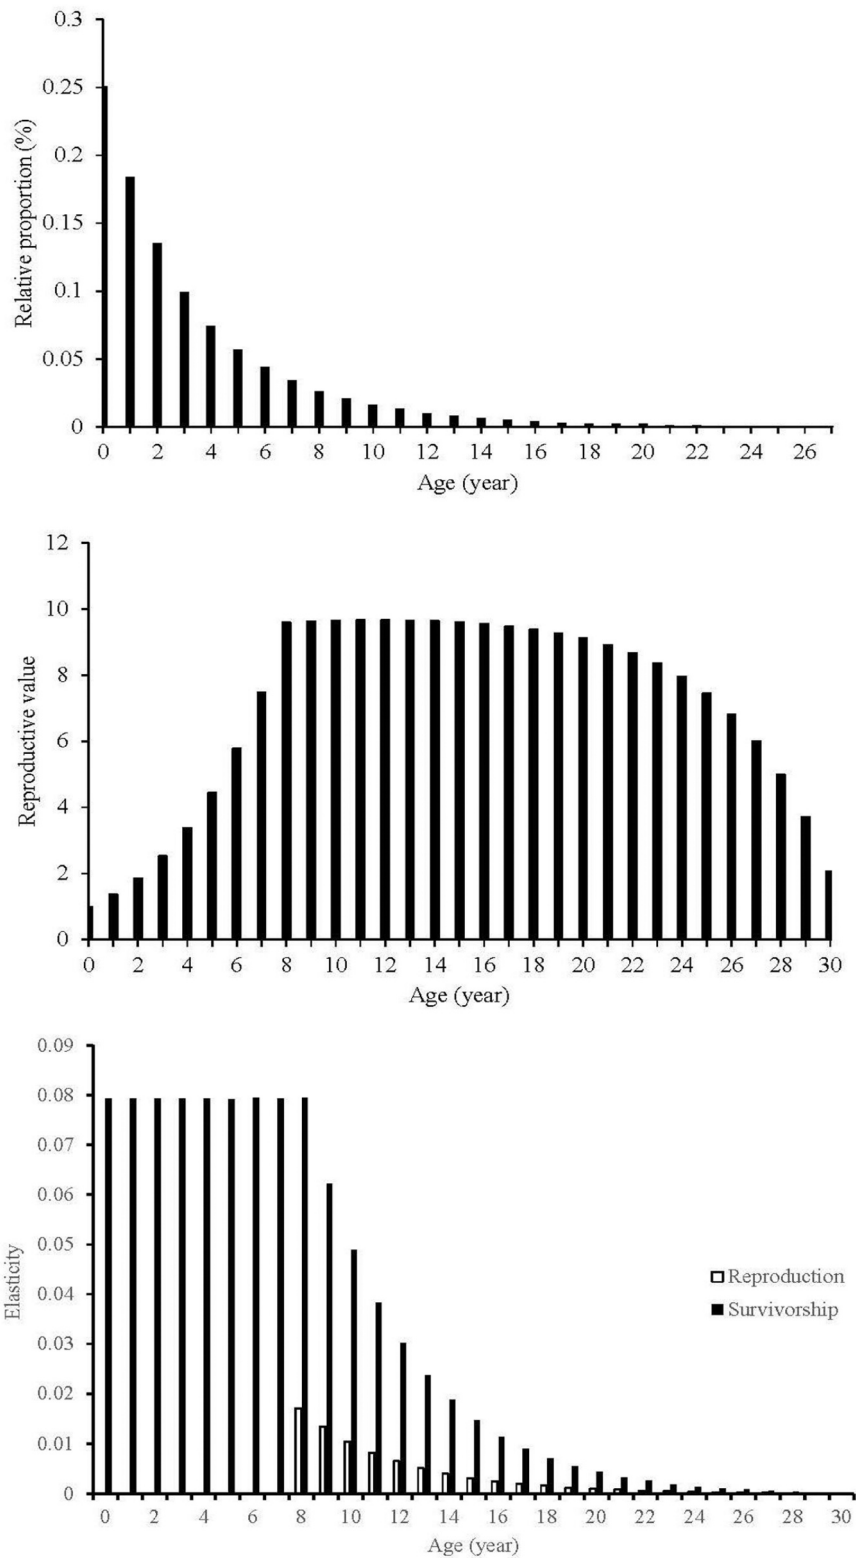 0.3
0.25
0.2
0.15
0.1
0.05
0
Relative proportion (%)
0 2 4 6 8 10 12 14 16 18 20 22 24 26
Age (year)
12
10
8
6
4
2
0
Reproductive value
0 2 4 6 8 10 12 14 16 18 20 22 24 26 28 30
Age (year)
0.09
0.08
0.07
0.06
0.05
0.04
0.03
0.02
0.01
0
Elasticity
Reproduction
Survivorship
0 2 4 6 8 10 12 14 16 18 20 22 24 26 28 30
Age (year)